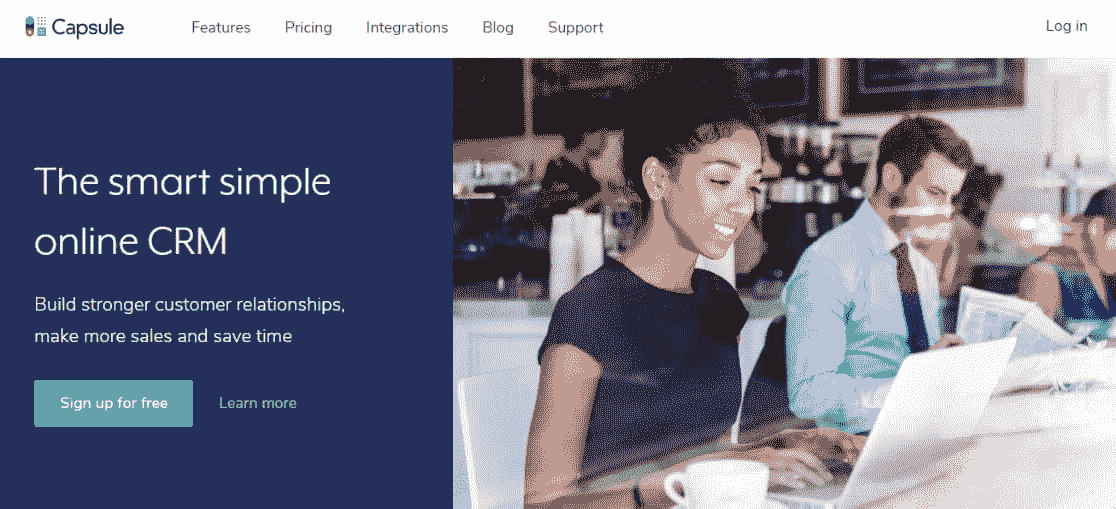 Capsule Features Pricing Integrations Blog Support Log in
The smart simple
online CRM
Build stronger customer relationships,
make more sales and save time
Sign up for free Learn more